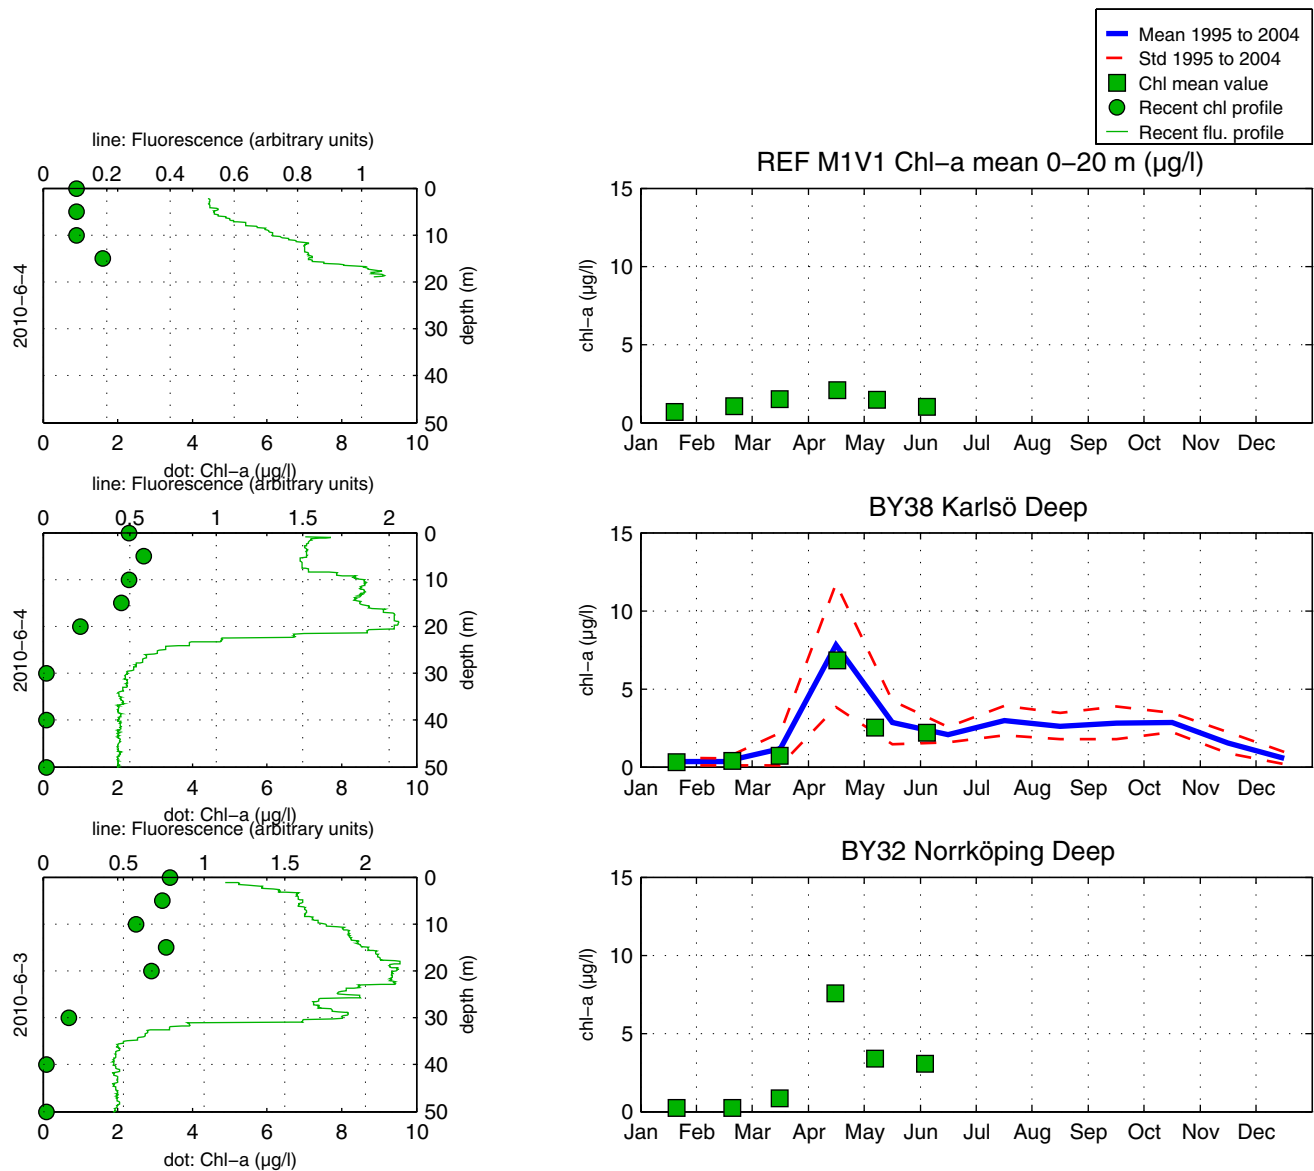 Mean 1995 to 2004
Std 1995 to 2004
Chl mean value
Recent chl profile
Recent flu. profile
line: Fluorescence (arbitrary units)
0 0.2 0.4 0.6 0.8 1
2010-6-4
0
10
20
30
40
50
depth (m)
0 2 4 6 8 10
dot: Chl-a (µg/l)
REF M1V1 Chl-a mean 0-20 m (µg/l)
chl-a (µg/l)
15
10
5
0
Jan Feb Mar Apr May Jun Jul Aug Sep Oct Nov Dec
line: Fluorescence (arbitrary units)
0 0.5 1 1.5 2
2010-6-4
0
10
20
30
40
50
depth (m)
0 2 4 6 8 10
dot: Chl-a (µg/l)
BY38 Karlsö Deep
chl-a (µg/l)
15
10
5
0
Jan Feb Mar Apr May Jun Jul Aug Sep Oct Nov Dec
line: Fluorescence (arbitrary units)
0 0.5 1 1.5 2
2010-6-3
0
10
20
30
40
50
depth (m)
0 2 4 6 8 10
dot: Chl-a (µg/l)
BY32 Norrköping Deep
chl-a (µg/l)
15
10
5
0
Jan Feb Mar Apr May Jun Jul Aug Sep Oct Nov Dec